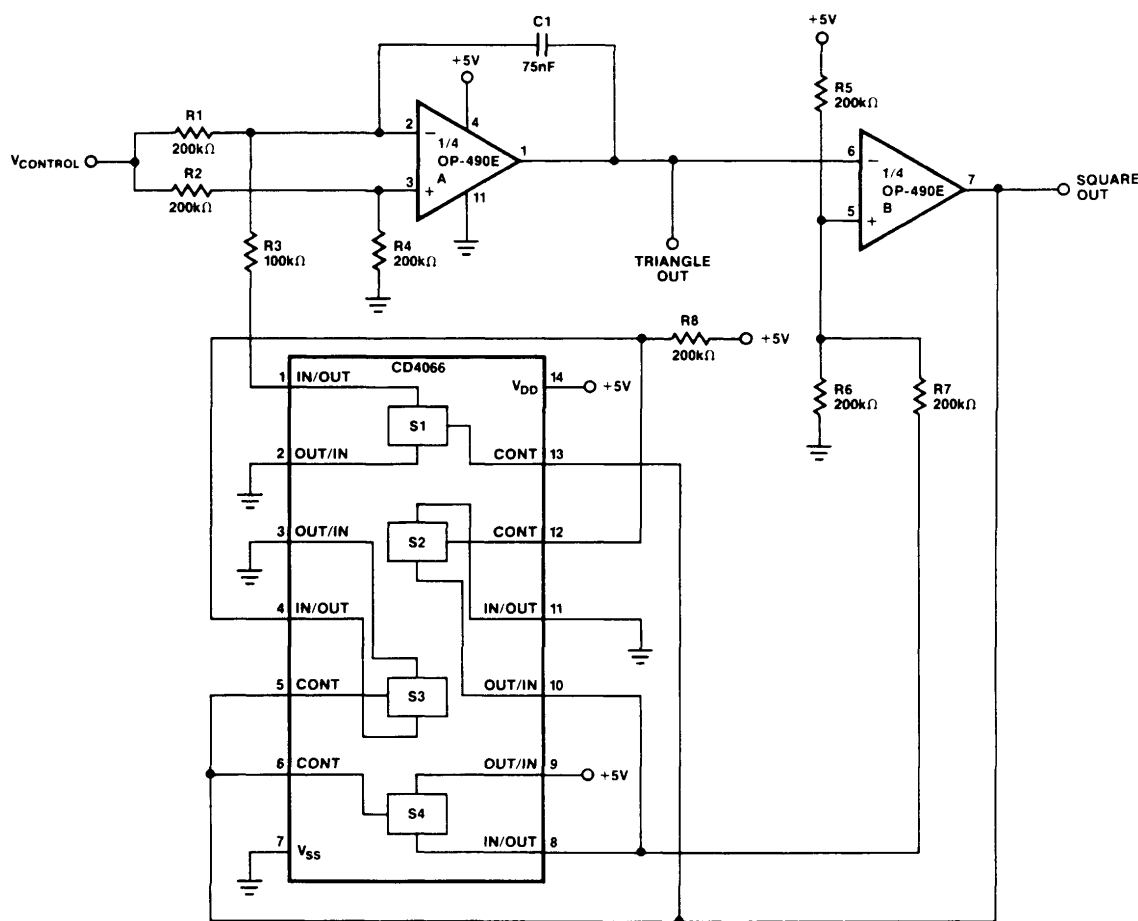 C1
75nF
+5V
+5V
R5
200kΩ
R1
200kΩ
VCONTROL
R2
200kΩ
2
−
4
1/4
OP-490E
A
1
3
+
11
6
−
1/4
OP-490E
B
7
5
+
SQUARE
OUT
R3
100kΩ
R4
200kΩ
TRIANGLE
OUT
R8
200kΩ
+5V
R6
200kΩ
R7
200kΩ
CD4066
1 IN/OUT
VDD 14
+5V
S1
2 OUT/IN
CONT 13
3 OUT/IN
S2
CONT 12
4 IN/OUT
IN/OUT 11
5 CONT
S3
OUT/IN 10
6 CONT
OUT/IN 9
+5V
S4
7 VSS
IN/OUT 8